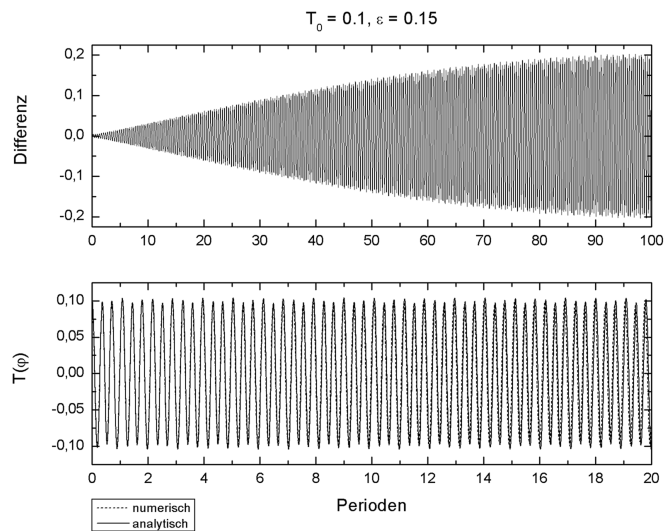 T0 = 0.1, ε = 0.15
Differenz
0,2
0,1
0,0
-0,1
-0,2
0 10 20 30 40 50 60 70 80 90 100
T(φ)
0,10
0,05
0,00
-0,05
-0,10
0 2 4 6 8 10 12 14 16 18 20
Perioden
numerisch
analytisch